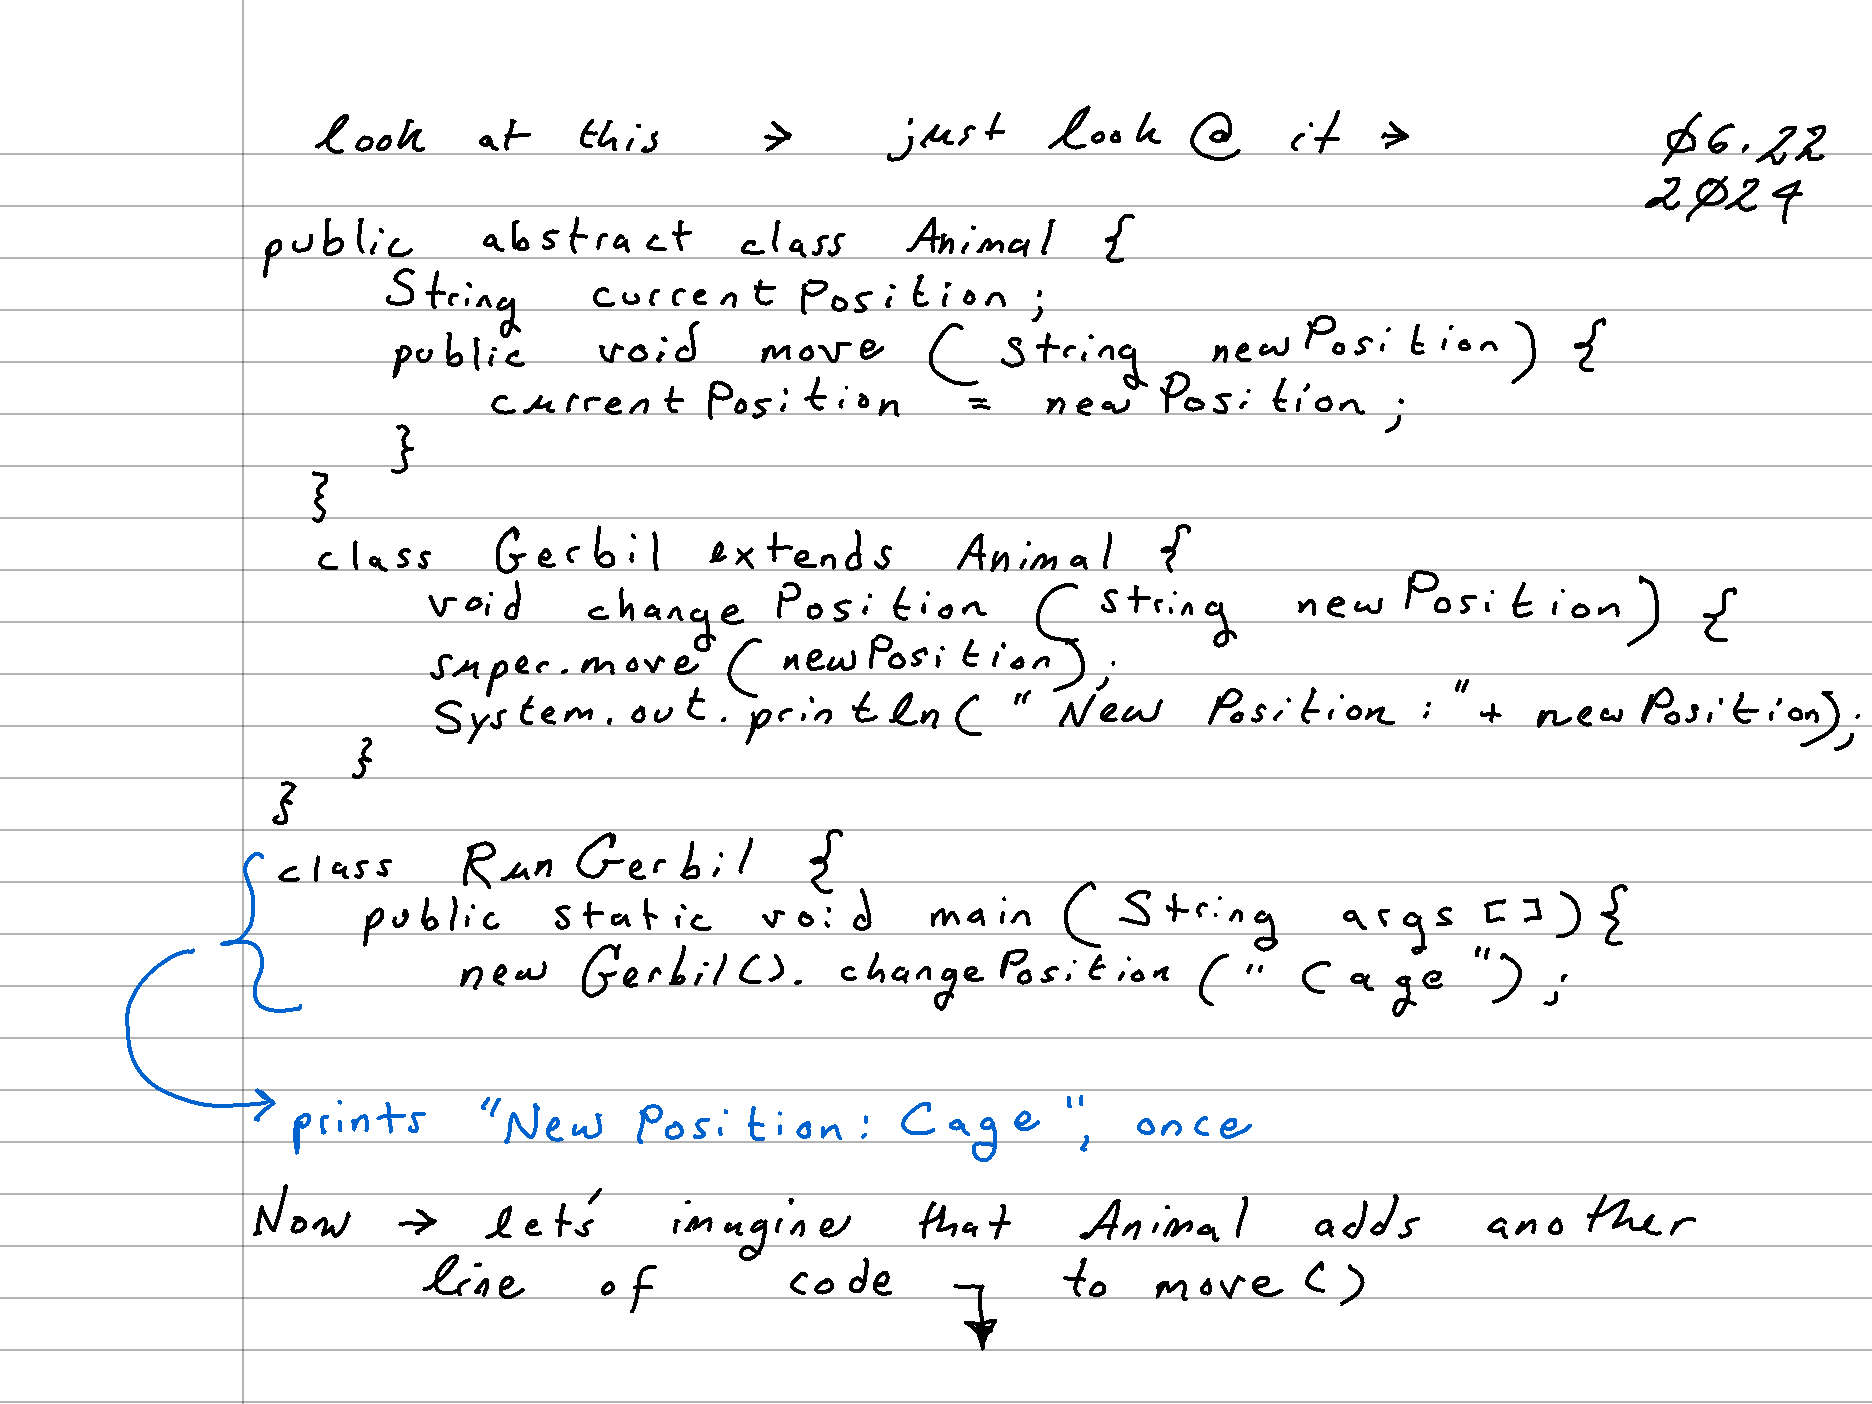 look at this → just look @ it → 06.22
2024
public abstract class Animal {
String currentPosition;
public void move (String newPosition) {
currentPosition = newPosition;
}
}
class Gerbil extends Animal {
void changePosition (String newPosition) {
super.move (newPosition);
System.out.println(" New Position : " + newPosition);
}
}
class RunGerbil {
public static void main (String args []){
new Gerbil(). changePosition (" Cage ");
prints "New Position: Cage", once
Now → let's imagine that Animal adds another
line of code to move ()